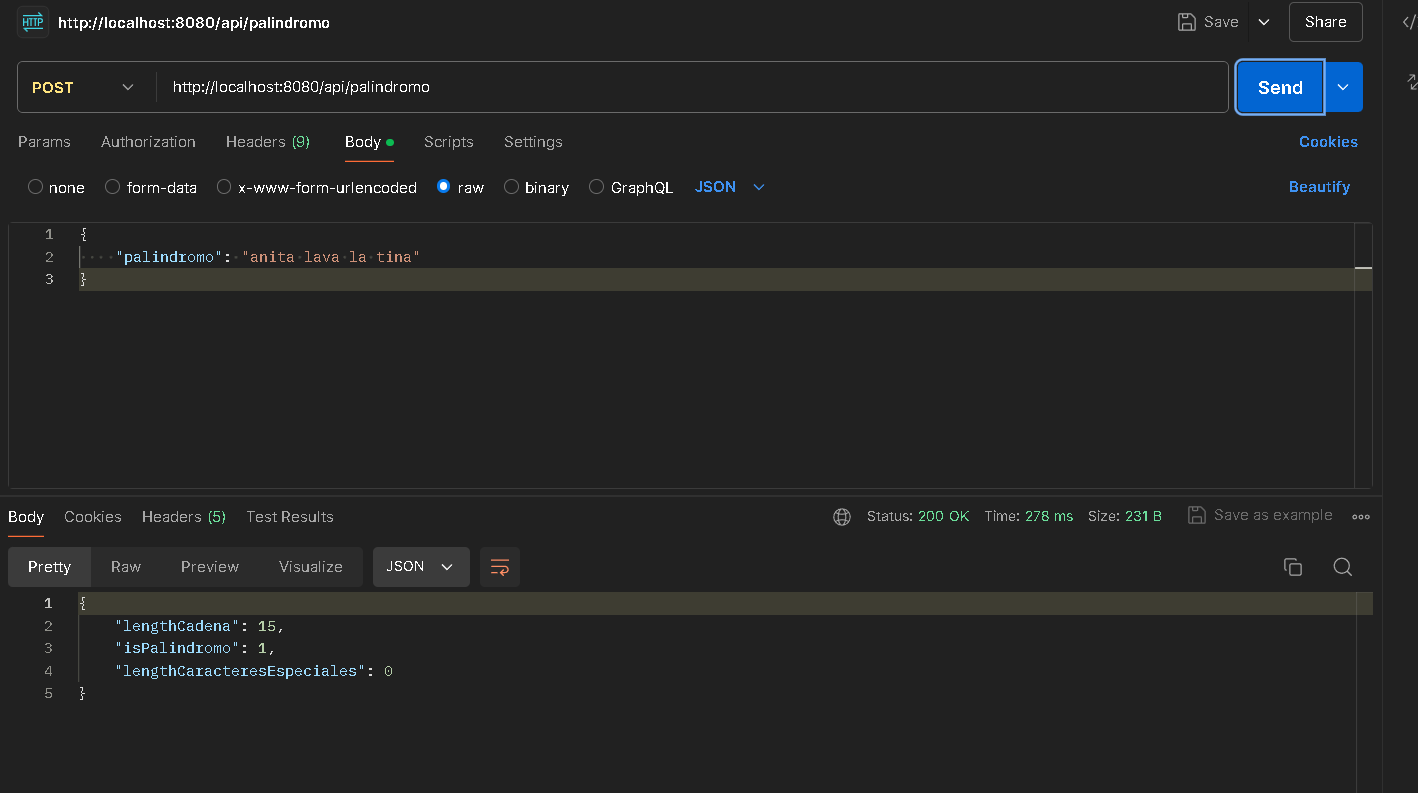 HTTP http://localhost:8080/api/palindromo Save Share </>
POST http://localhost:8080/api/palindromo Send
Params Authorization Headers (9) Body Scripts Settings Cookies
none form-data x-www-form-urlencoded raw binary GraphQL JSON Beautify
1 {
2 ····"palindromo":·"anita·lava·la·tina"
3 }
Body Cookies Headers (5) Test Results Status: 200 OK Time: 278 ms Size: 231 B Save as example
Pretty Raw Preview Visualize JSON
1 {
2 "lengthCadena": 15,
3 "isPalindromo": 1,
4 "lengthCaracteresEspeciales": 0
5 }